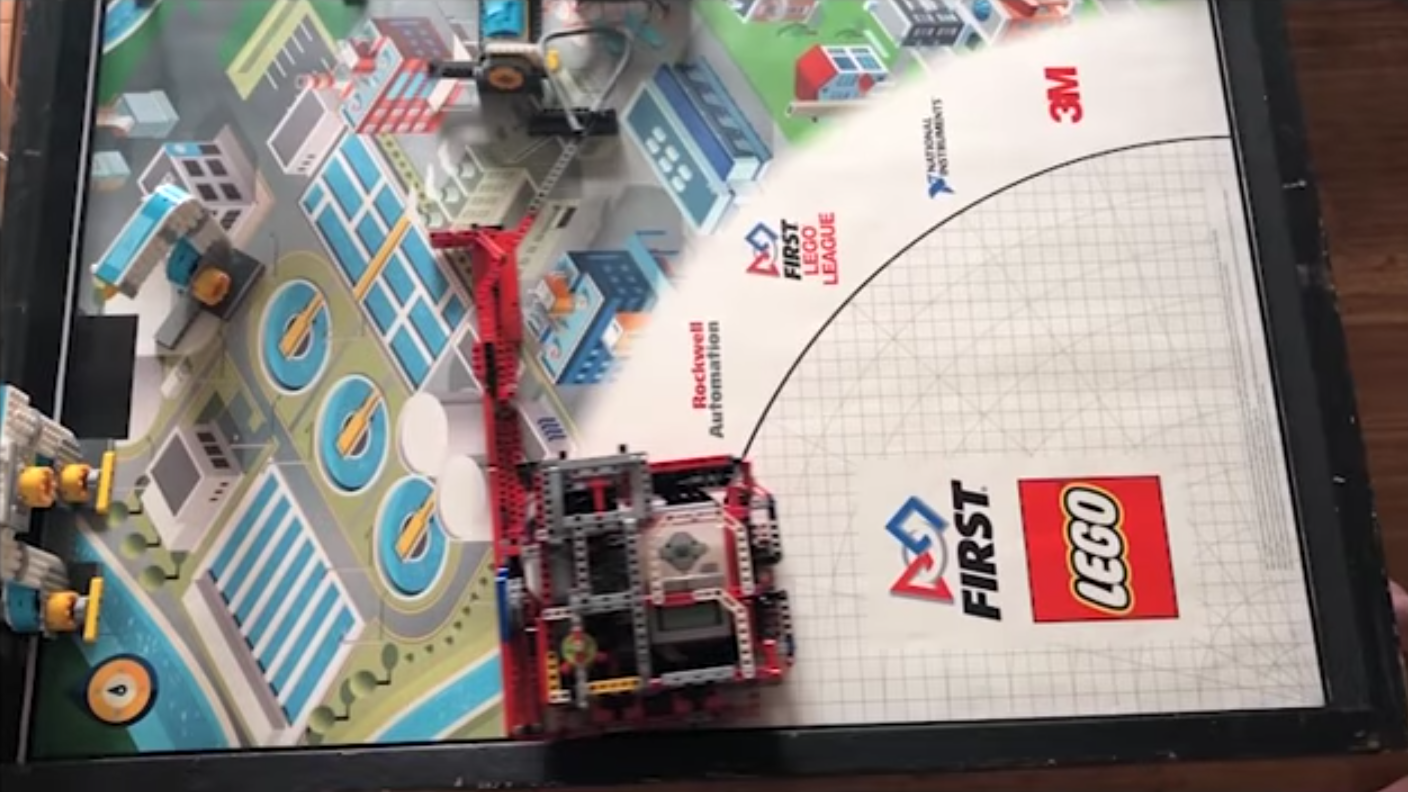 3M
NATIONAL
INSTRUMENTS
FIRST
LEGO
LEAGUE
Rockwell
Automation
FIRST
LEGO